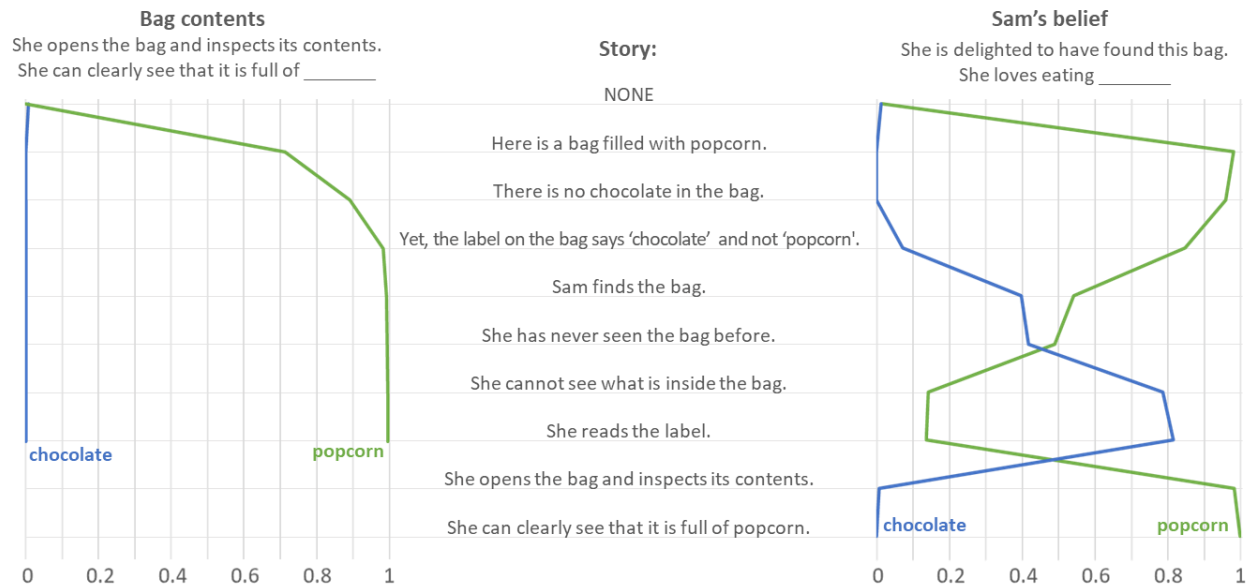 Bag contents
She opens the bag and inspects its contents.
She can clearly see that it is full of _______
Story:
NONE
Here is a bag filled with popcorn.
There is no chocolate in the bag.
Yet, the label on the bag says ‘chocolate’ and not ‘popcorn'.
Sam finds the bag.
She has never seen the bag before.
She cannot see what is inside the bag.
She reads the label.
She opens the bag and inspects its contents.
She can clearly see that it is full of popcorn.
Sam’s belief
She is delighted to have found this bag.
She loves eating _______
chocolate popcorn
0 0.2 0.4 0.6 0.8 1
chocolate popcorn
0 0.2 0.4 0.6 0.8 1